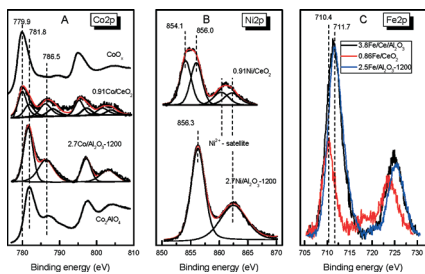 A
Co2p
779.9
781.8
786.5
CoOx
0.91Co/CeO2
2.7Co/Al2O3-1200
Co2AlO4
780 790 800 810
Binding energy (eV)
B
Ni2p
854.1
856.0
0.91Ni/CeO2
856.3
Ni2+ - satellite
2.7Ni/Al2O3-1200
850 855 860 865 870
Binding energy (eV)
C
Fe2p
710.4
711.7
3.8Fe/Ce/Al2O3
0.86Fe/CeO2
2.5Fe/Al2O3-1200
705 710 715 720 725 730
Binding energy (eV)